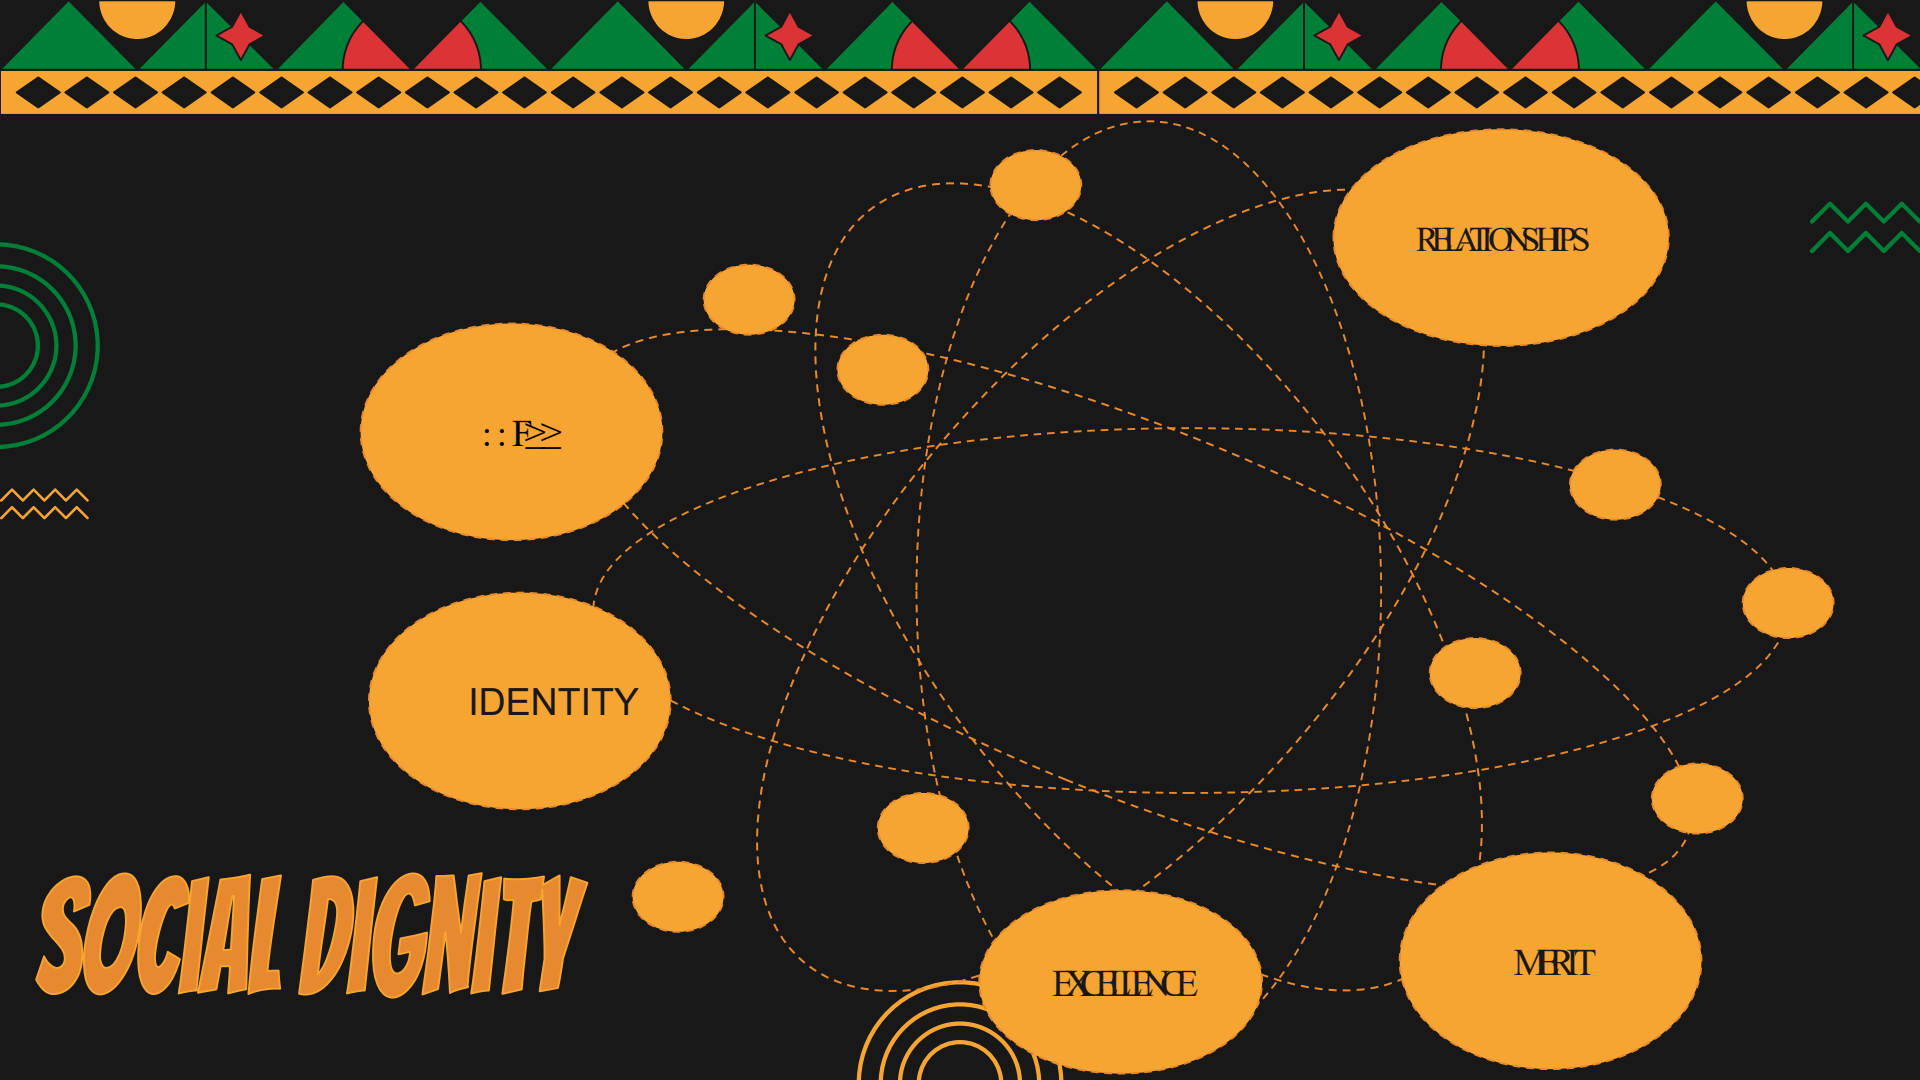 RELATIONSHIPS
: : F>>
IDENTITY
EXCELLENCE
MERIT
SOCIAL DIGNITY